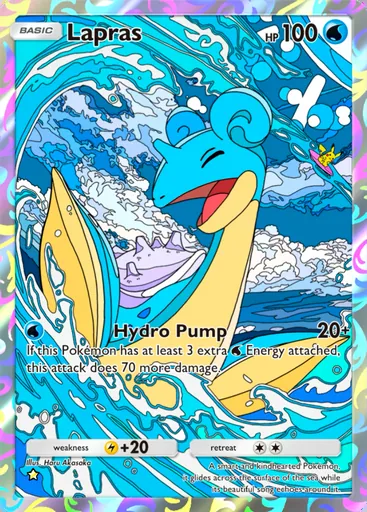 BASIC Lapras HP 100
Hydro Pump 20+
If this Pokémon has at least 3 extra Energy attached,
this attack does 70 more damage.
weakness +20 retreat
Illus. Haru Akasaka
A smart and kindhearted Pokémon,
it glides across the surface of the sea while
its beautiful song echoes around it.